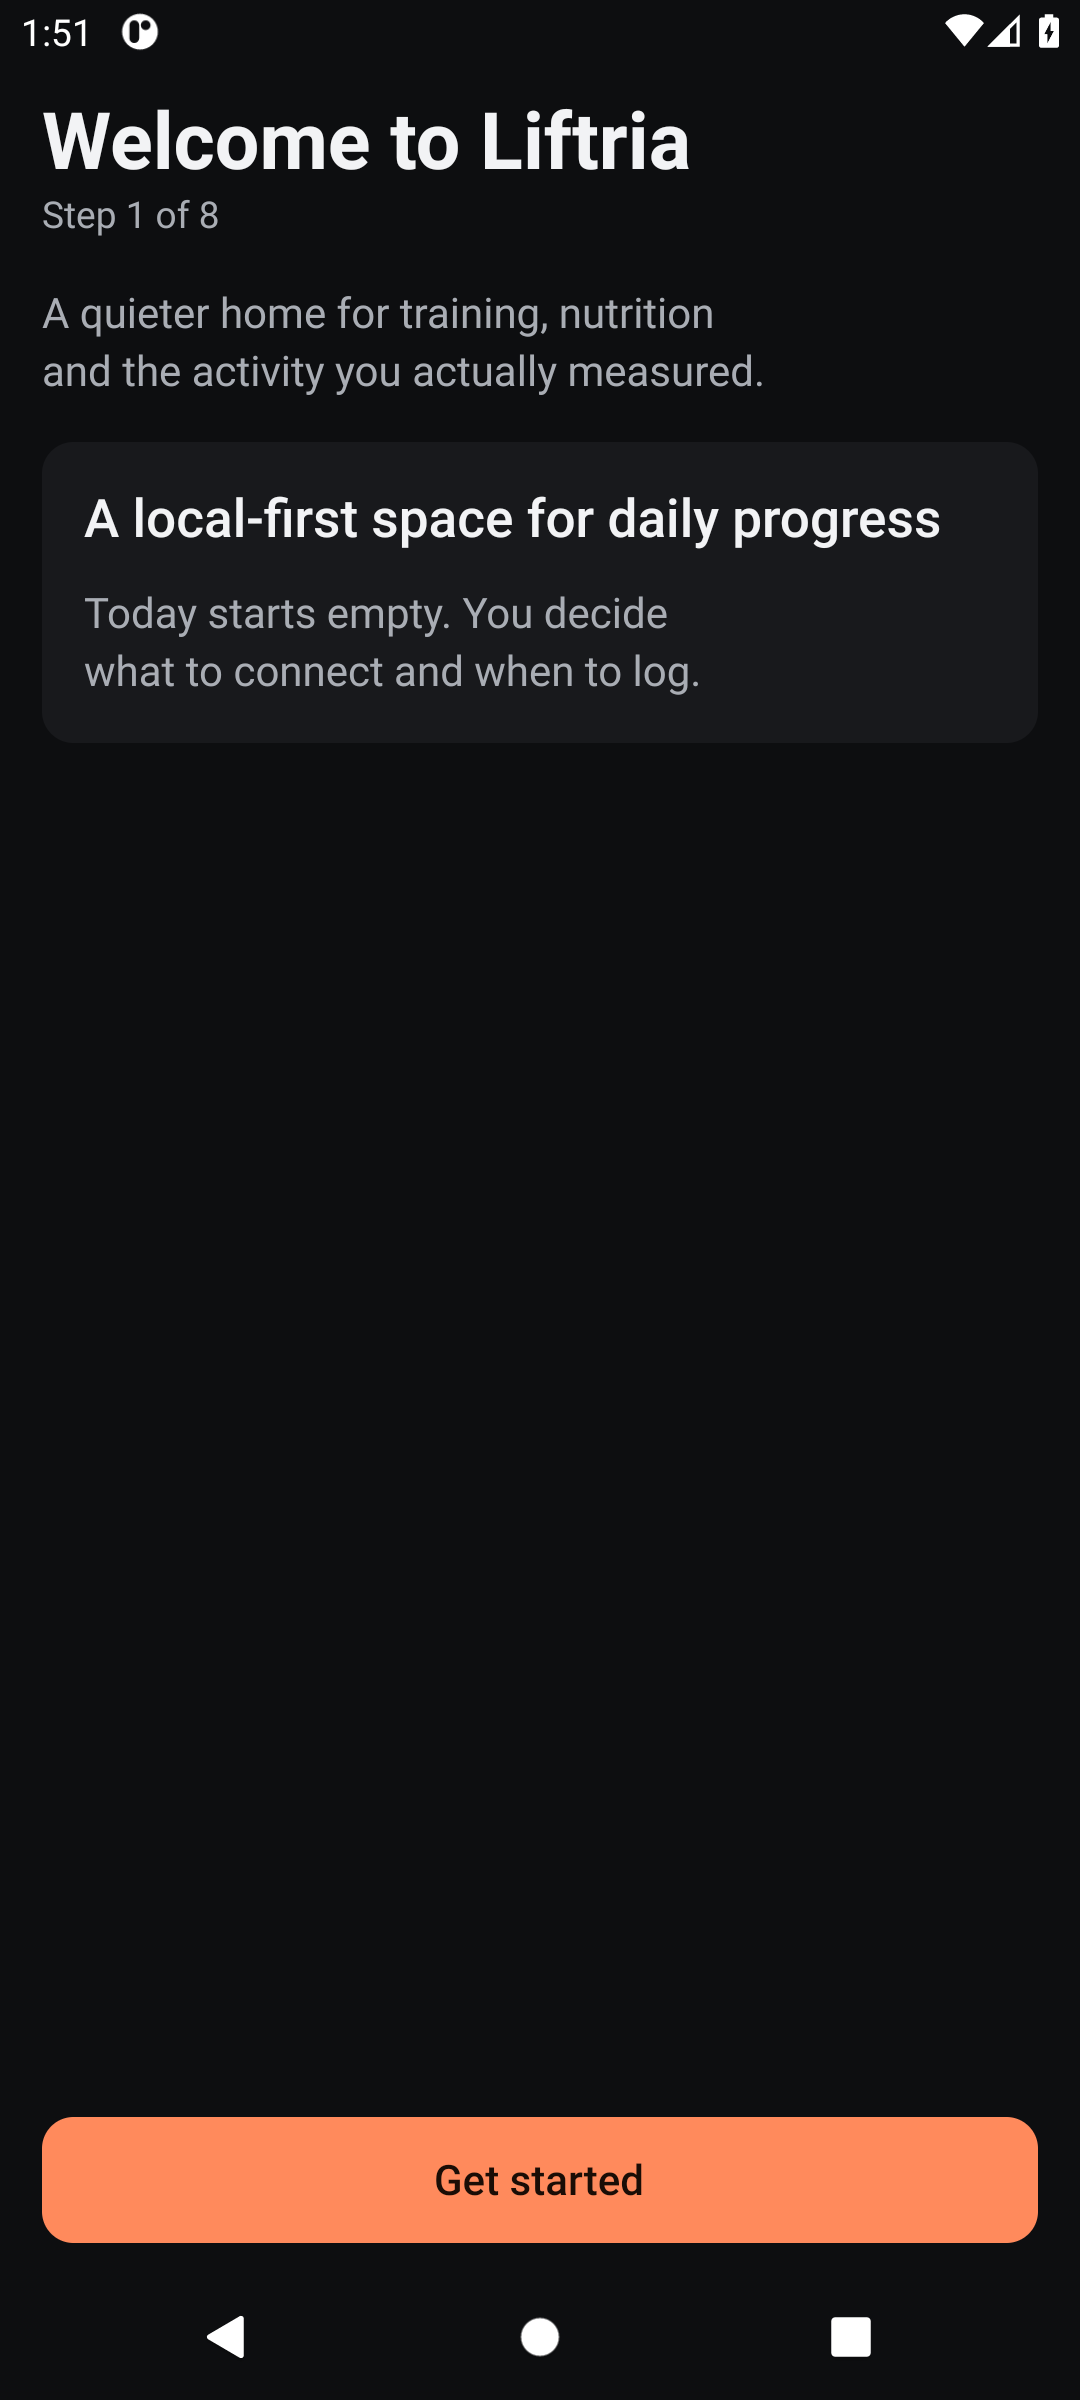 1:51
Welcome to Liftria
Step 1 of 8
A quieter home for training, nutrition
and the activity you actually measured.
A local-first space for daily progress
Today starts empty. You decide
what to connect and when to log.
Get started